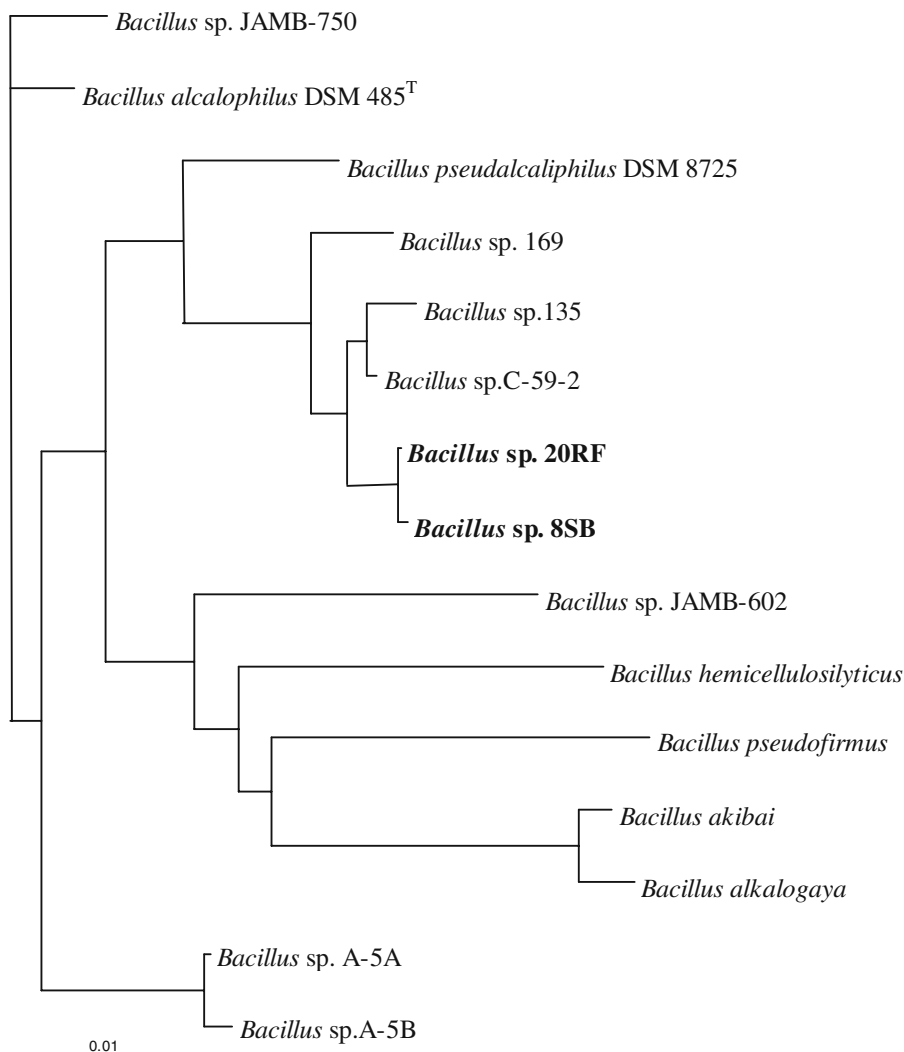 Bacillus sp. JAMB-750
Bacillus alcalophilus DSM 485ᵀ
Bacillus pseudalcaliphilus DSM 8725
Bacillus sp. 169
Bacillus sp.135
Bacillus sp.C-59-2
Bacillus sp. 20RF
Bacillus sp. 8SB
Bacillus sp. JAMB-602
Bacillus hemicellulosilyticus
Bacillus pseudofirmus
Bacillus akibai
Bacillus alkalogaya
Bacillus sp. A-5A
Bacillus sp.A-5B
0.01